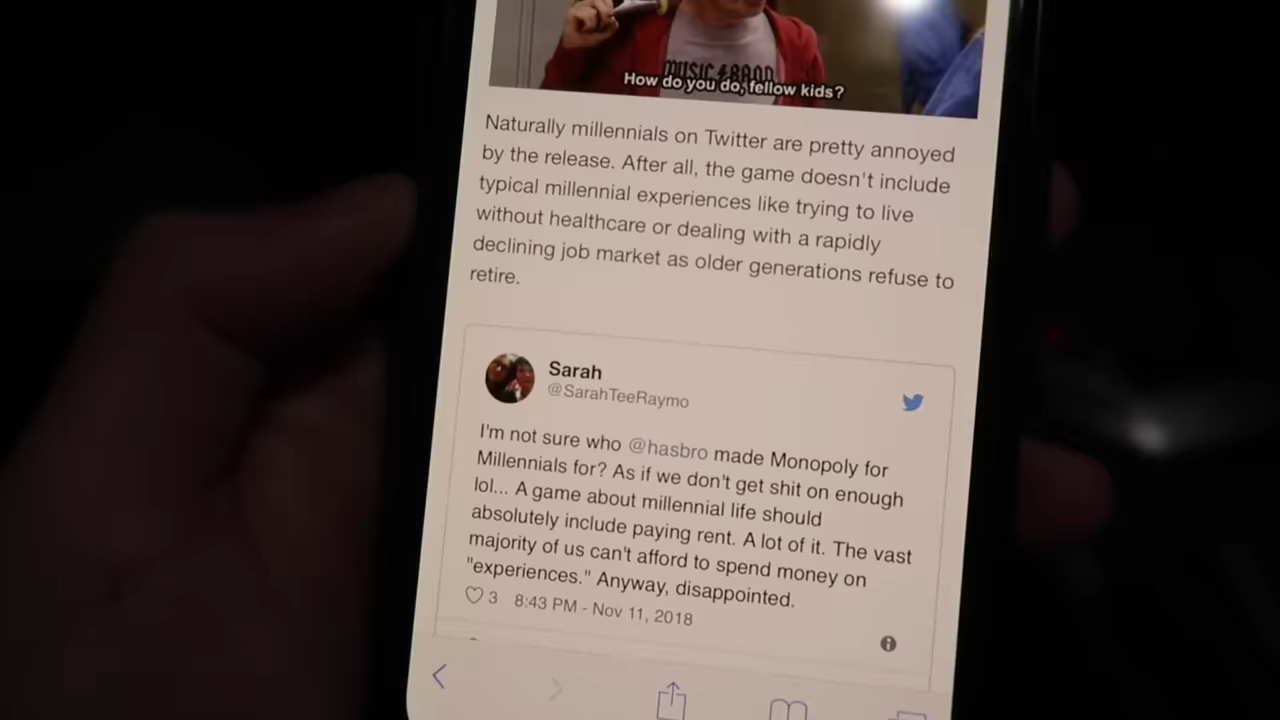 MUSIC BAND
How do you do, fellow kids?
Naturally millennials on Twitter are pretty annoyed
by the release. After all, the game doesn't include
typical millennial experiences like trying to live
without healthcare or dealing with a rapidly
declining job market as older generations refuse to
retire.
Sarah
@SarahTeeRaymo
I'm not sure who @hasbro made Monopoly for
Millennials for? As if we don't get shit on enough
lol... A game about millennial life should
absolutely include paying rent. A lot of it. The vast
majority of us can't afford to spend money on
"experiences." Anyway, disappointed.
3 8:43 PM - Nov 11, 2018